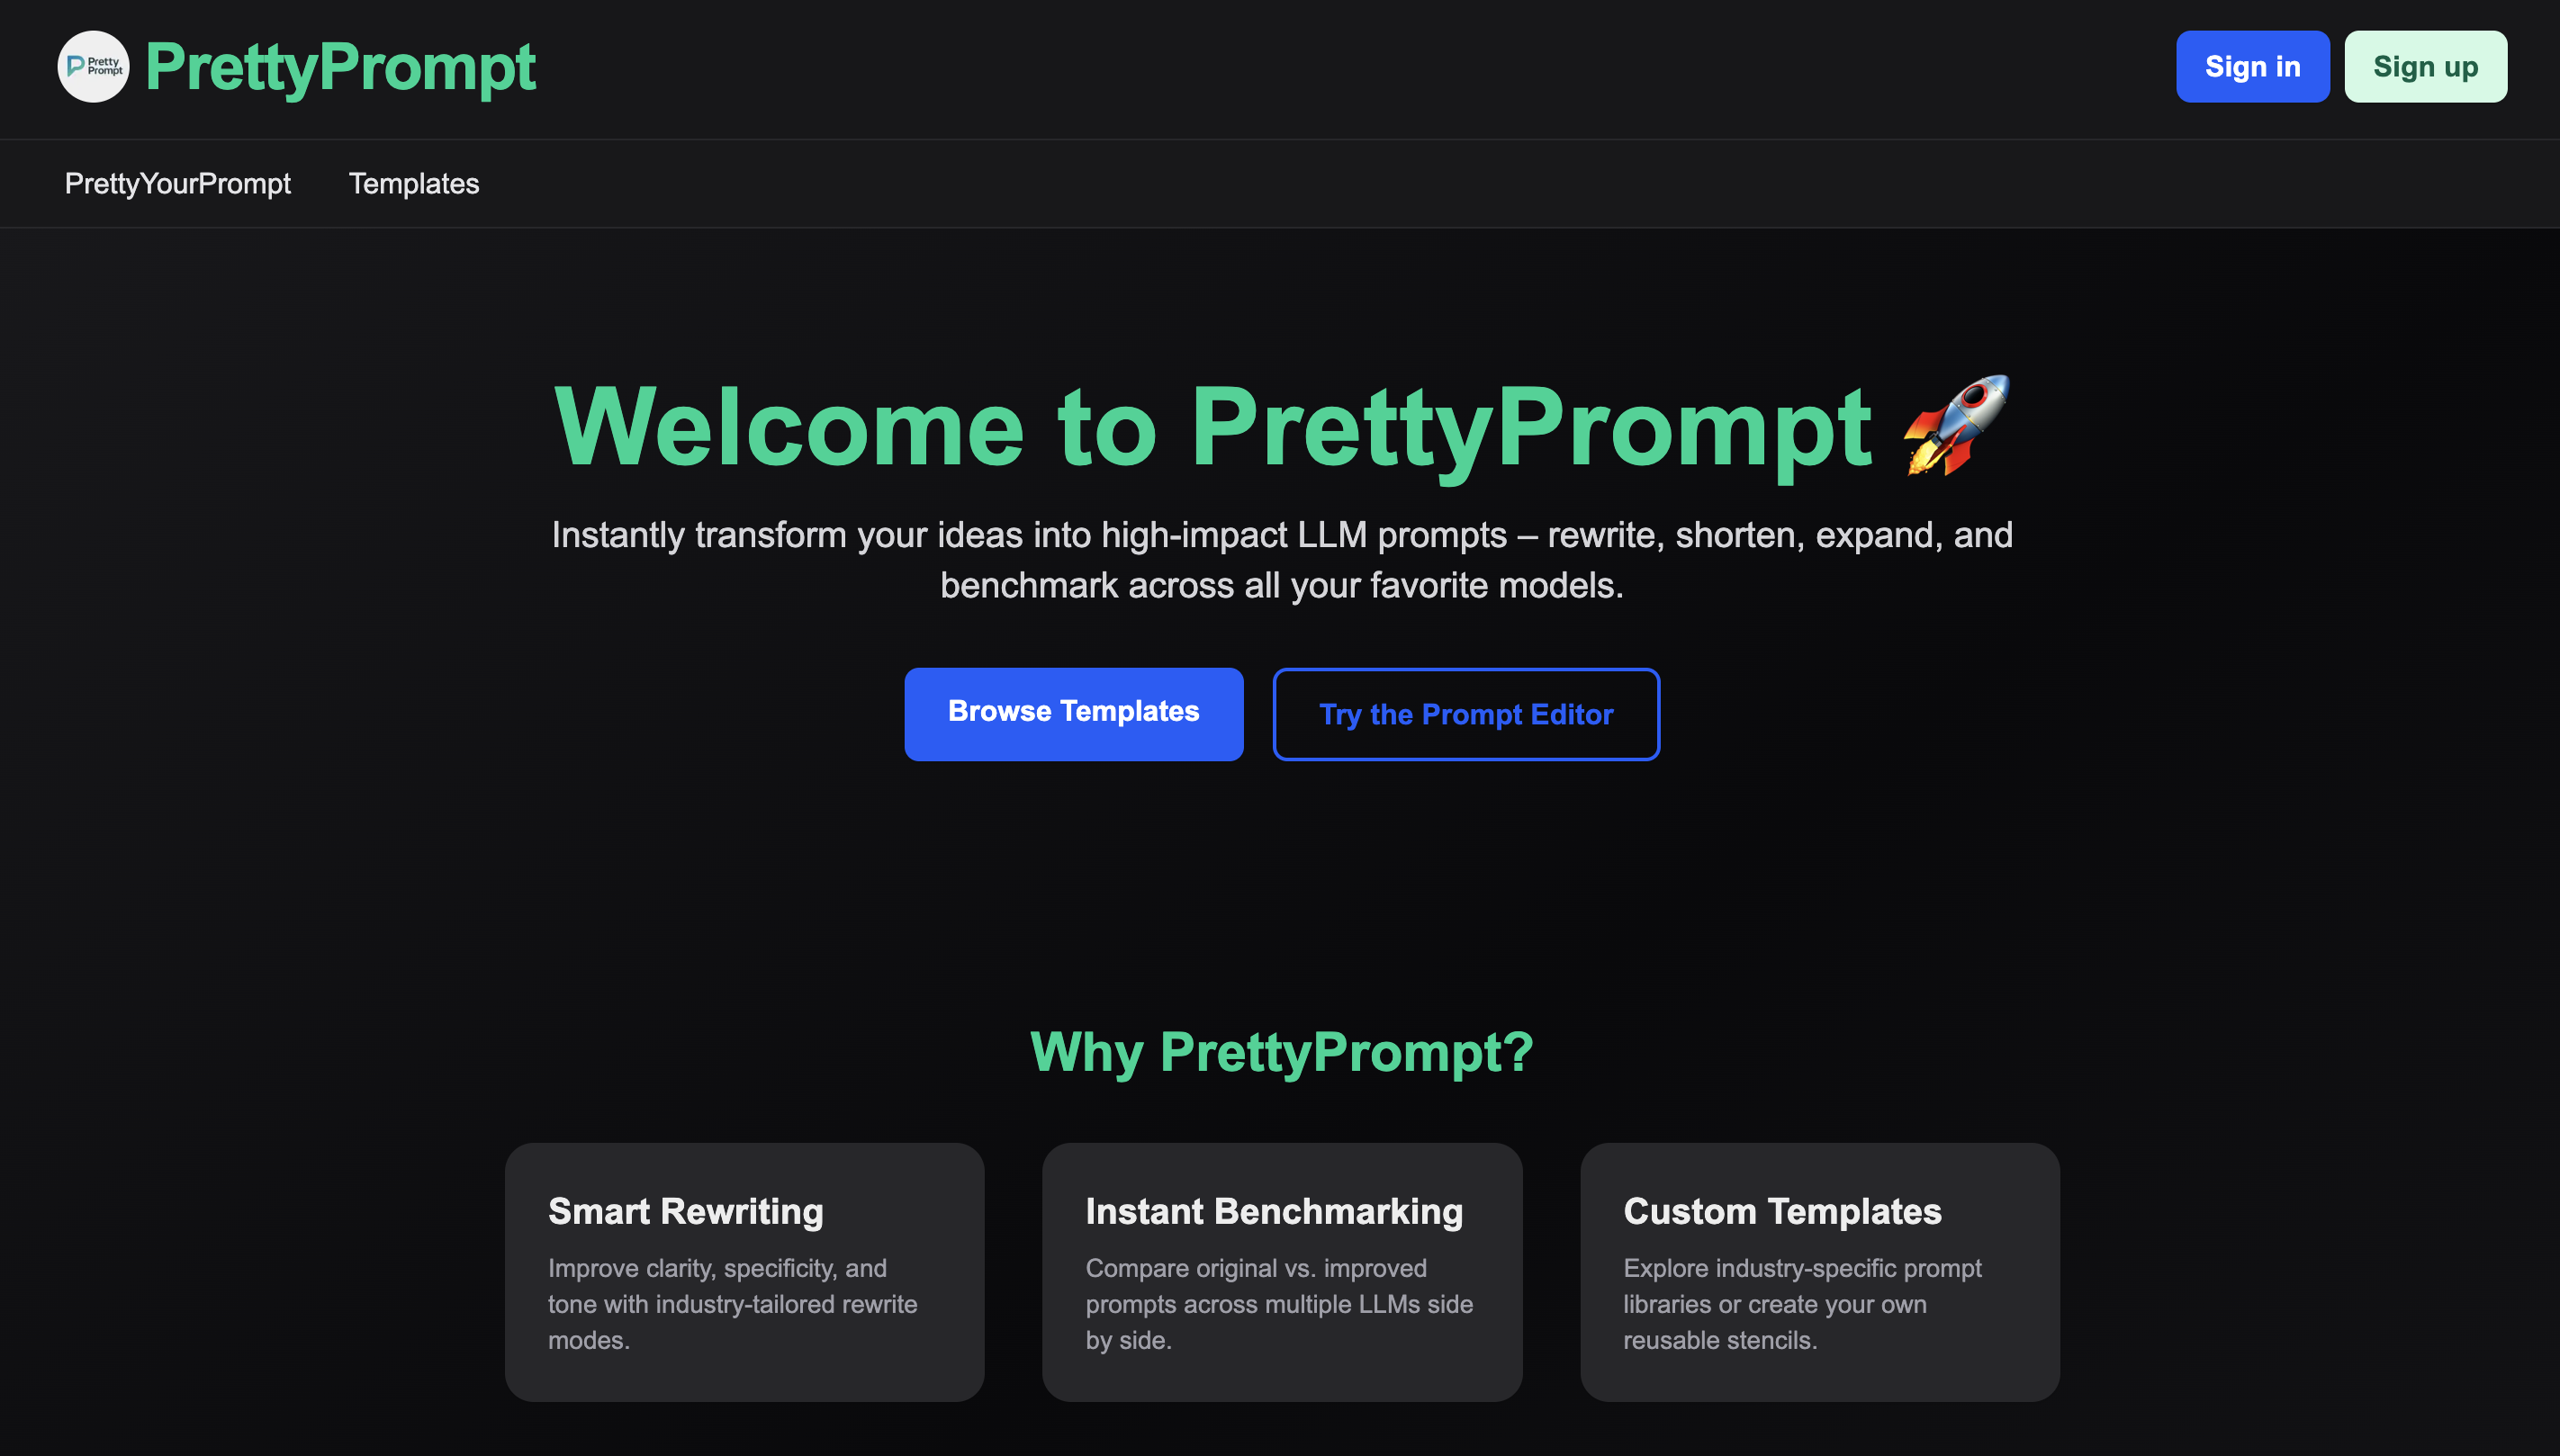 Pretty
Prompt
PrettyPrompt
Sign in
Sign up
PrettyYourPrompt
Templates
Welcome to PrettyPrompt 🚀
Instantly transform your ideas into high-impact LLM prompts – rewrite, shorten, expand, and
benchmark across all your favorite models.
Browse Templates
Try the Prompt Editor
Why PrettyPrompt?
Smart Rewriting
Improve clarity, specificity, and
tone with industry-tailored rewrite
modes.
Instant Benchmarking
Compare original vs. improved
prompts across multiple LLMs side
by side.
Custom Templates
Explore industry-specific prompt
libraries or create your own
reusable stencils.